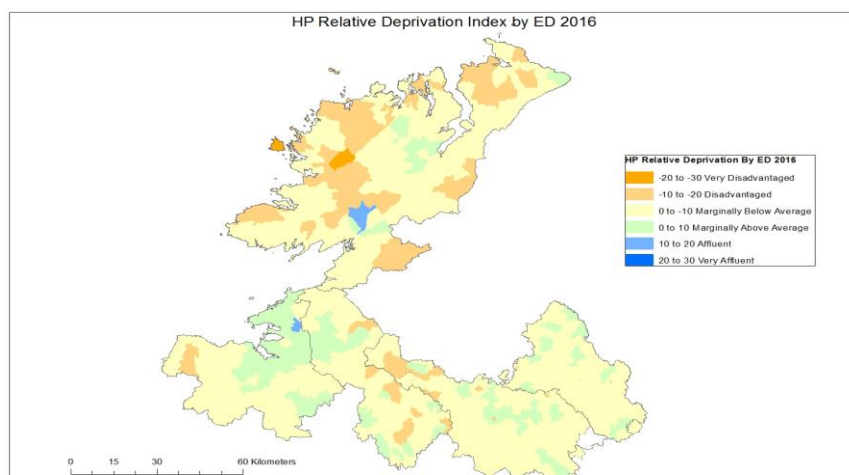 HP Relative Deprivation Index by ED 2016
HP Relative Deprivation By ED 2016
-20 to -30 Very Disadvantaged
-10 to -20 Disadvantaged
0 to -10 Marginally Below Average
0 to 10 Marginally Above Average
10 to 20 Affluent
20 to 30 Very Affluent
0 15 30 60 Kilometers